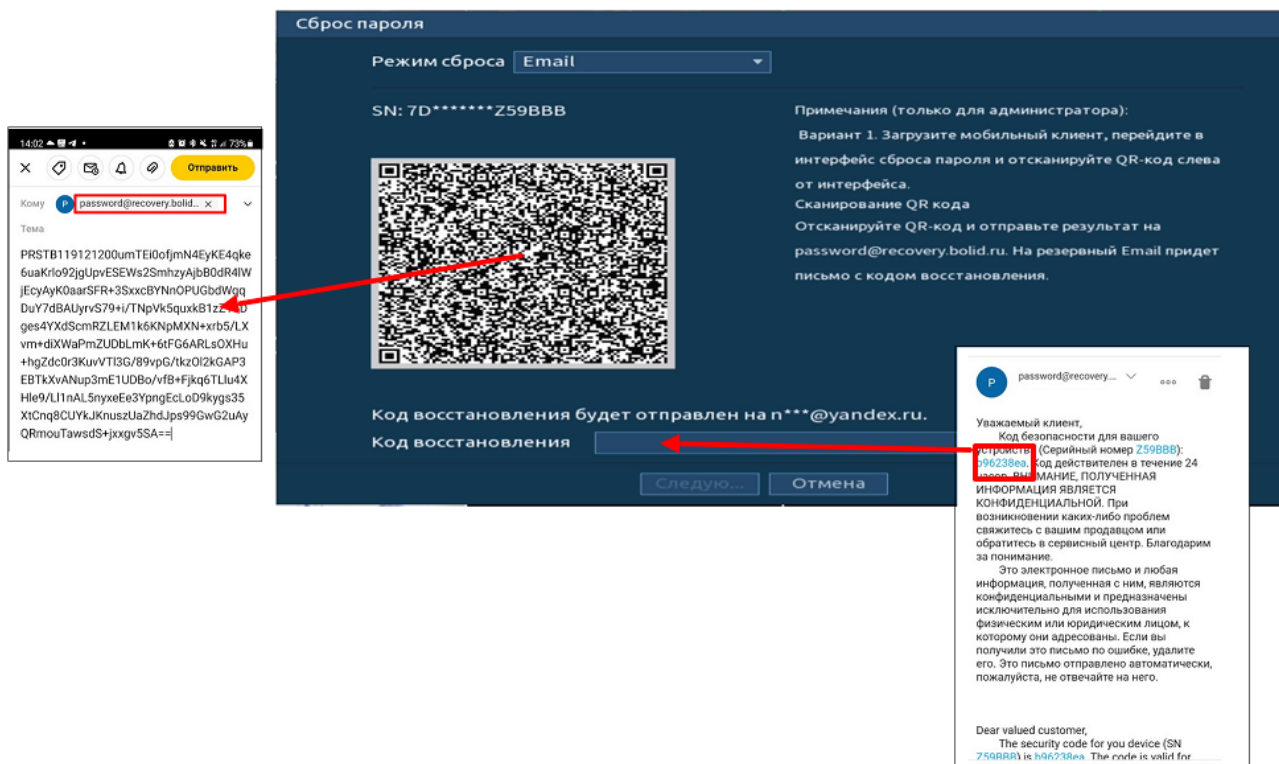 Сброс пароля
Режим сброса Email
SN: 7D*******Z59BBB
Примечания (только для администратора):
Вариант 1. Загрузите мобильный клиент, перейдите в
интерфейс сброса пароля и отсканируйте QR-код слева
от интерфейса.
Сканирование QR кода
Отсканируйте QR-код и отправьте результат на
password@recovery.bolid.ru. На резервный Email придет
письмо с кодом восстановления.
Код восстановления будет отправлен на n***@yandex.ru.
Код восстановления
Следую... Отмена
14:02 73%
Отправить
Кому P password@recovery.bolid.. ×
Тема
PRSTB119121200umTEi0ofjmN4EyKE4qke
6uaKrlo92jgUpvESEWs2SmhzyAjbB0dR4lW
jEcyAyK0aarSFR+3SxxcBYNnOPUGbdWgq
DuY7dBAUyrvS79+i/TNpVk5quxkB1zZ
ges4YXdScmRZLEM1k6KNpMXN+xrb5/LX
vm+diXWaPmZUDbLmK+6tFG6ARLsOXHu
+hgZdc0r3KuvVTl3G/89vpG/tkzOl2kGAP3
EBTkXvANup3mE1UDBo/vfB+Fjkq6TLlu4X
Hle9/Ll1nAL5nyxeEe3YpngEcLoD9kygs35
XtCnq8CUYkJKnuszUaZhdJps99GwG2uAy
QRmouTawsdS+jxxgv5SA==
P password@recovery....
Уважаемый клиент,
Код безопасности для вашего
устройства (Серийный номер Z59BBB):
b96238ea. Код действителен в течение 24
часов. ВНИМАНИЕ, ПОЛУЧЕННАЯ
ИНФОРМАЦИЯ ЯВЛЯЕТСЯ
КОНФИДЕНЦИАЛЬНОЙ. При
возникновении каких-либо проблем
свяжитесь с вашим продавцом или
обратитесь в сервисный центр. Благодарим
за понимание.
Это электронное письмо и любая
информация, полученная с ним, являются
конфиденциальными и предназначены
исключительно для использования
физическим или юридическим лицом, к
которому они адресованы. Если вы
получили это письмо по ошибке, удалите
его. Это письмо отправлено автоматически,
пожалуйста, не отвечайте на него.
Dear valued customer,
The security code for you device (SN
Z59BBB) is b96238ea. The code is valid for